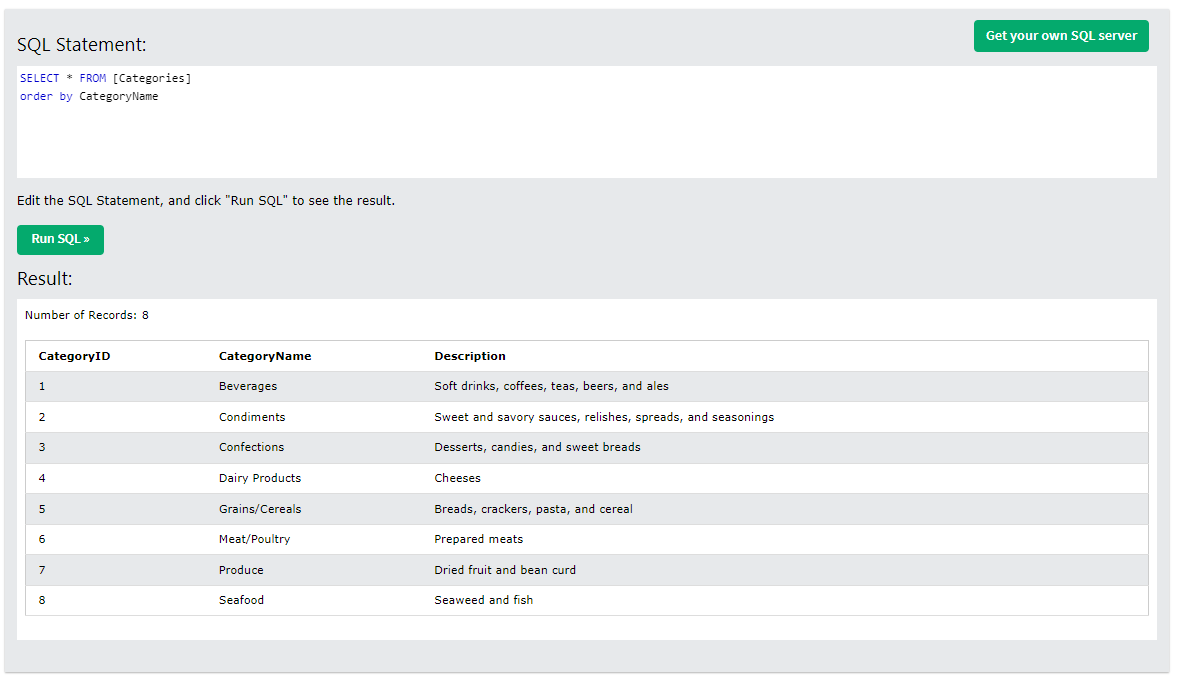 SQL Statement:
Get your own SQL server
SELECT * FROM [Categories]
order by CategoryName
Edit the SQL Statement, and click "Run SQL" to see the result.
Run SQL »
Result:
Number of Records: 8
CategoryID CategoryName Description
1 Beverages Soft drinks, coffees, teas, beers, and ales
2 Condiments Sweet and savory sauces, relishes, spreads, and seasonings
3 Confections Desserts, candies, and sweet breads
4 Dairy Products Cheeses
5 Grains/Cereals Breads, crackers, pasta, and cereal
6 Meat/Poultry Prepared meats
7 Produce Dried fruit and bean curd
8 Seafood Seaweed and fish